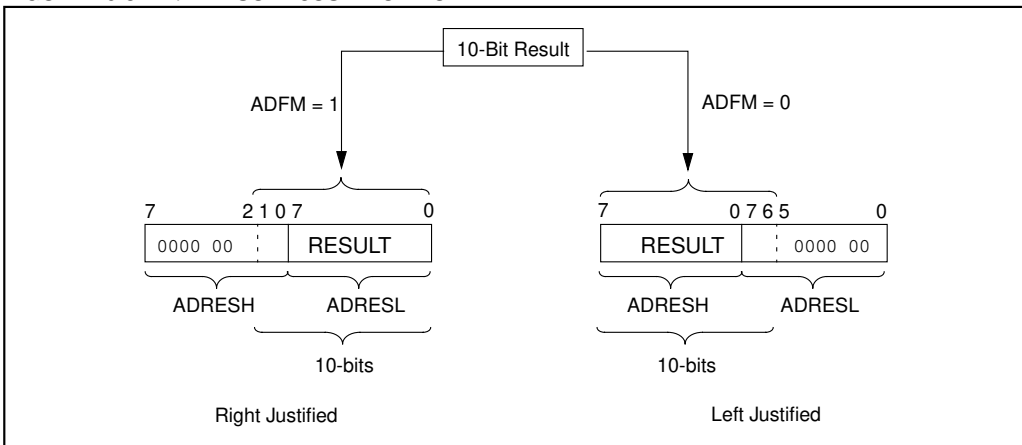 10-Bit Result
ADFM = 1
ADFM = 0
7 2 1 0 7 0
0000 00 RESULT
ADRESH ADRESL
10-bits
Right Justified
7 0 7 6 5 0
RESULT 0000 00
ADRESH ADRESL
10-bits
Left Justified